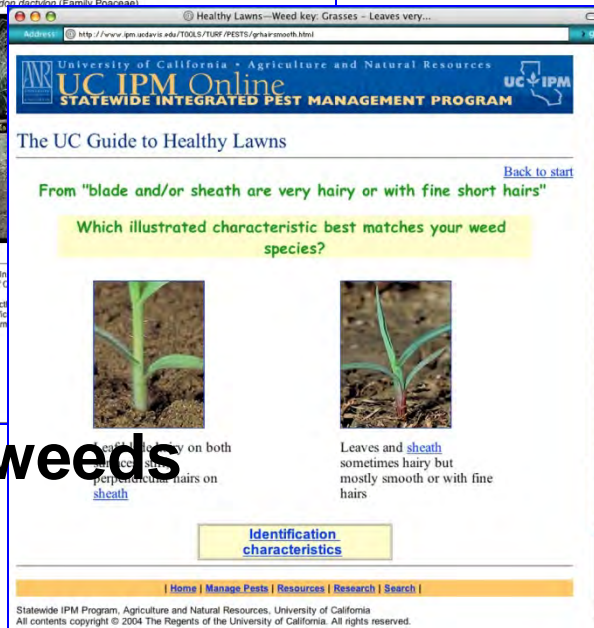 don dactylon (Family Poaceae)
Healthy Lawns—Weed key: Grasses - Leaves very...
Address http://www.ipm.ucdavis.edu/TOOLS/TURF/PESTS/grhairsmooth.html
University of California • Agriculture and Natural Resources
UC IPM Online
STATEWIDE INTEGRATED PEST MANAGEMENT PROGRAM
UC IPM
The UC Guide to Healthy Lawns
Back to start
From "blade and/or sheath are very hairy or with fine short hairs"
Which illustrated characteristic best matches your weed
species?
on both
perpendicular hairs on
sheath
Leaves and sheath
sometimes hairy but
mostly smooth or with fine
hairs
weeds
Identification
characteristics
| Home | Manage Pests | Resources | Research | Search |
Statewide IPM Program, Agriculture and Natural Resources, University of California
All contents copyright © 2004 The Regents of the University of California. All rights reserved.